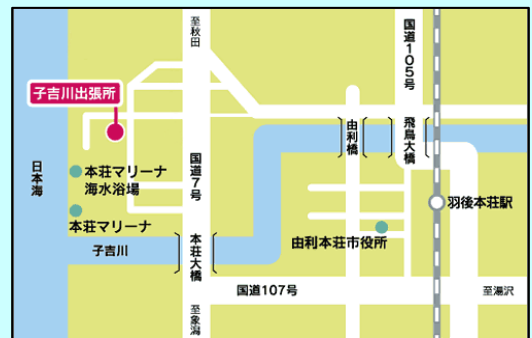 至秋田
国道105号
子吉川出張所
由利橋
飛鳥大橋
日本海
国道7号
本荘マリーナ
海水浴場
羽後本荘駅
本荘マリーナ
子吉川
本荘大橋
由利本荘市役所
国道107号
至湯沢
至象潟